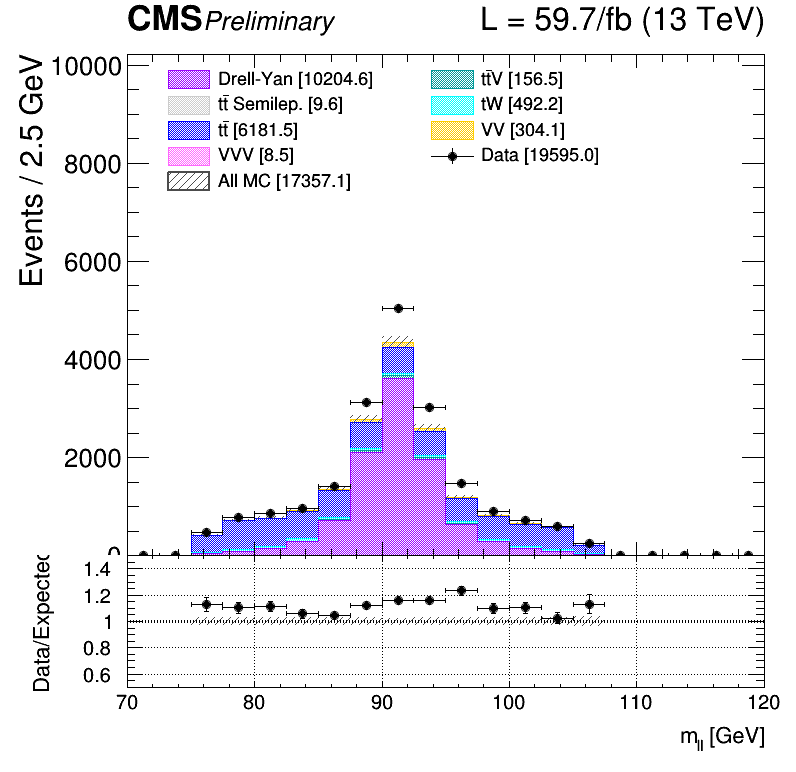 CMS Preliminary L = 59.7/fb (13 TeV)
Events / 2.5 GeV
10000
8000
6000
4000
2000
0
Drell-Yan [10204.6]
tt̄ Semilep. [9.6]
tt̄ [6181.5]
VVV [8.5]
All MC [17357.1]
tt̄V [156.5]
tW [492.2]
VV [304.1]
Data [19595.0]
Data/Expected
1.4
1.2
1
0.8
0.6
70 80 90 100 110 120
m_ll [GeV]